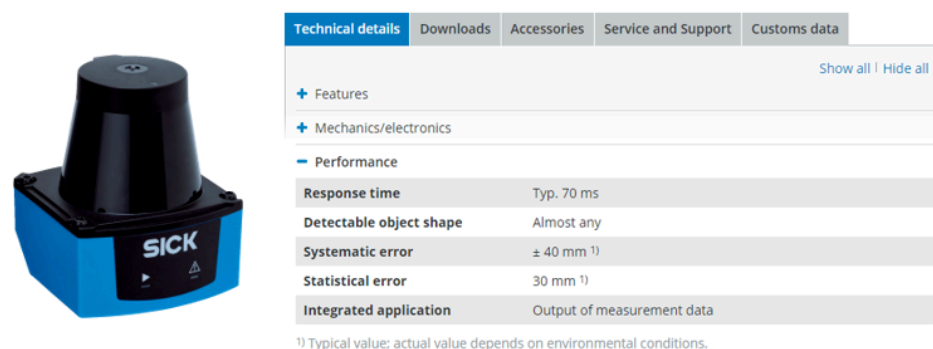 Technical details Downloads Accessories Service and Support Customs data
Show all | Hide all
+ Features
+ Mechanics/electronics
− Performance
Response time Typ. 70 ms
Detectable object shape Almost any
Systematic error ± 40 mm 1)
Statistical error 30 mm 1)
Integrated application Output of measurement data
1) Typical value; actual value depends on environmental conditions.
SICK